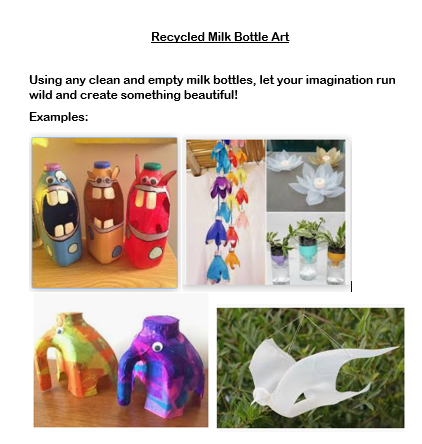 Recycled Milk Bottle Art
Using any clean and empty milk bottles, let your imagination run
wild and create something beautiful!
Examples: